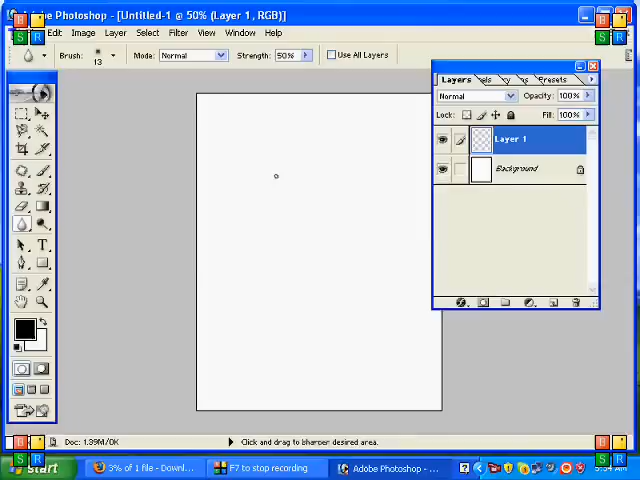 Adobe Photoshop - [Untitled-1 @ 50% (Layer 1, RGB)]
Edit Image Layer Select Filter View Window Help
Brush: 13 Mode: Normal Strength: 50% Use All Layers
Layers Presets
Normal Opacity: 100%
Lock: Fill: 100%
Layer 1
Background
T
Doc: 1.39M/0K Click and drag to sharpen desired area.
start 3% of 1 file - Downl... F7 to stop recording Adobe Photoshop - ...
B
S R
B
S R
B
S R
B
S R